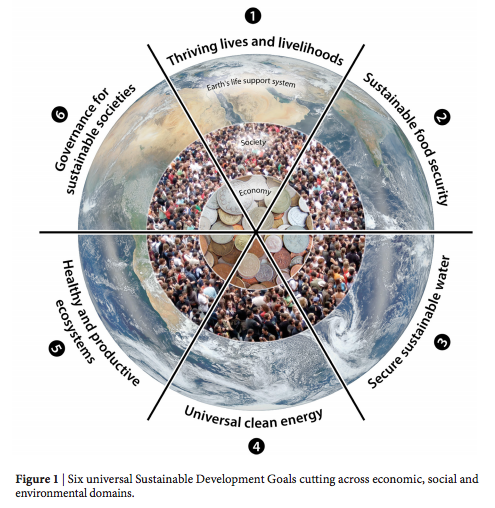 1
Thriving lives and livelihoods
Earth's life support system
Society
Economy
2
Sustainable food security
3
Secure sustainable water
4
Universal clean energy
5
Healthy and productive
ecosystems
6
Governance for
sustainable societies
Figure 1 | Six universal Sustainable Development Goals cutting across economic, social and
environmental domains.